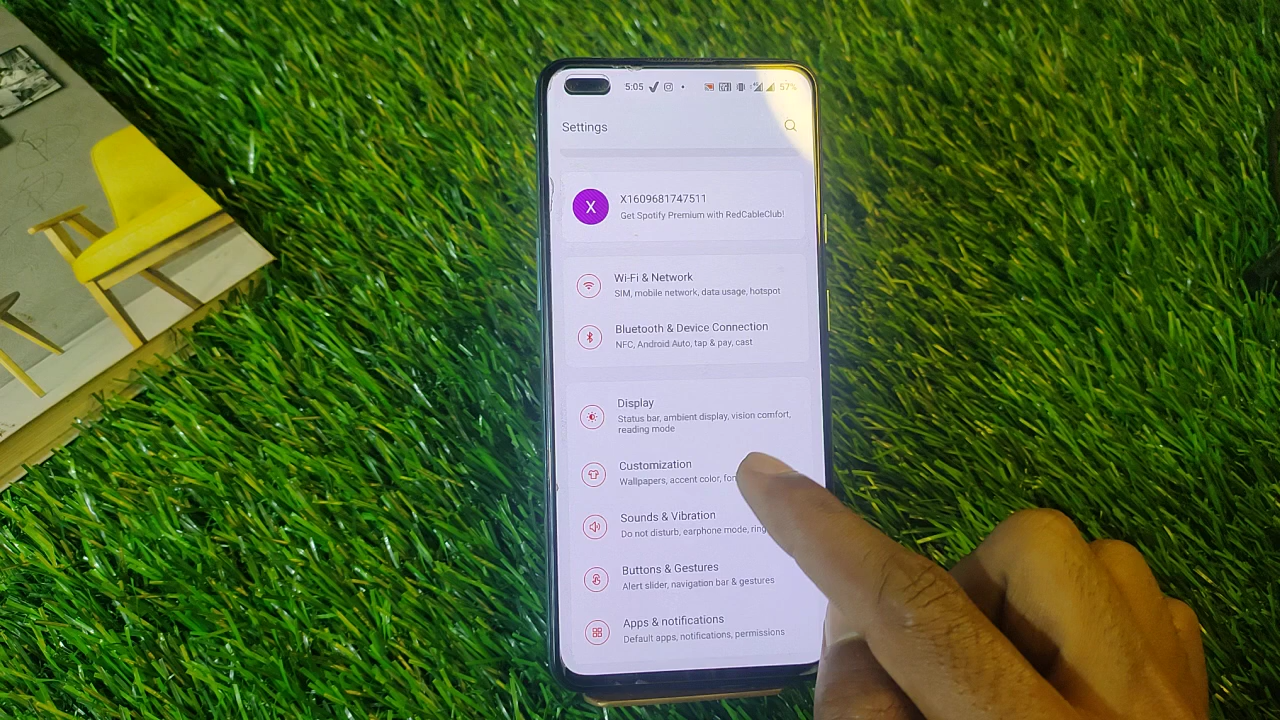 5:05
57%
Settings
X
X1609681747511
Get Spotify Premium with RedCableClub!
Wi-Fi & Network
SIM, mobile network, data usage, hotspot
Bluetooth & Device Connection
NFC, Android Auto, tap & pay, cast
Display
Status bar, ambient display, vision comfort,
reading mode
Customization
Wallpapers, accent color,
Sounds & Vibration
Do not disturb, earphone mode,
Buttons & Gestures
Alert slider, navigation bar & gestures
Apps & notifications
Default apps, notifications, permissions